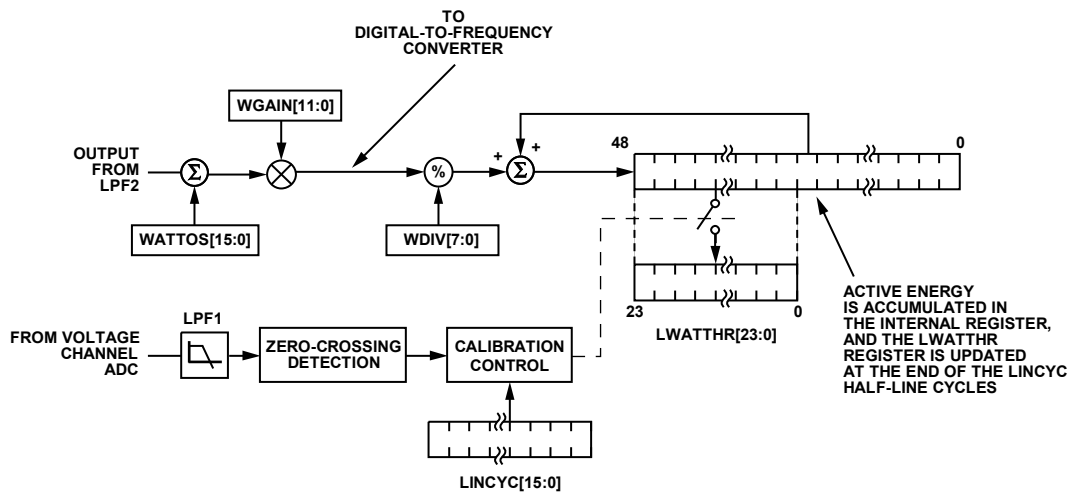 TO
DIGITAL-TO-FREQUENCY
CONVERTER
WGAIN[11:0]
OUTPUT
FROM
LPF2
Σ
%
+
+
Σ
48
0
WATTOS[15:0]
WDIV[7:0]
23
0
LWATTHR[23:0]
ACTIVE ENERGY
IS ACCUMULATED IN
THE INTERNAL REGISTER,
AND THE LWATTHR
REGISTER IS UPDATED
AT THE END OF THE LINCYC
HALF-LINE CYCLES
FROM VOLTAGE
CHANNEL
ADC
LPF1
ZERO-CROSSING
DETECTION
CALIBRATION
CONTROL
LINCYC[15:0]